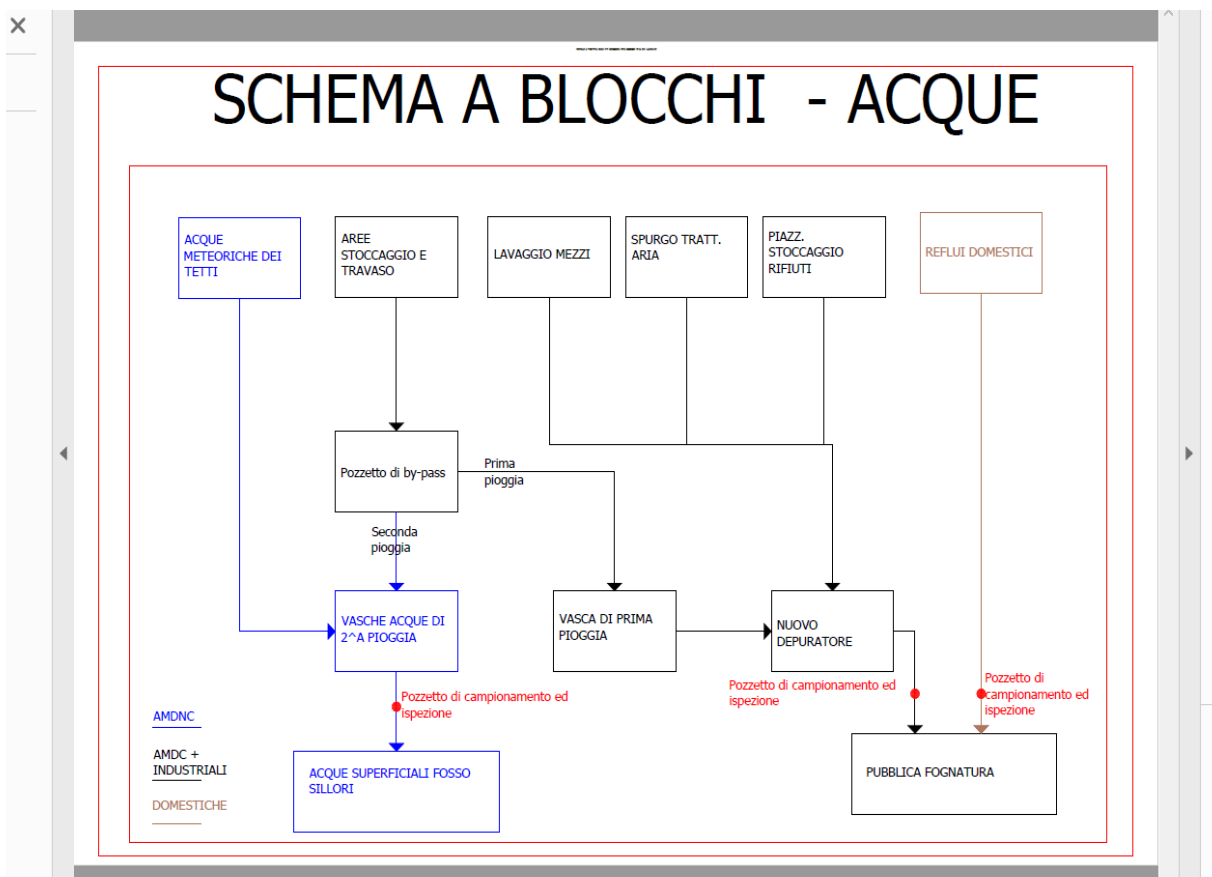 SCHEMA A BLOCCHI - ACQUE
ACQUE
METEORICHE DEI
TETTI
AREE
STOCCAGGIO E
TRAVASO
LAVAGGIO MEZZI
SPURGO TRATT.
ARIA
PIAZZ.
STOCCAGGIO
RIFIUTI
REFLUI DOMESTICI
Pozzetto di by-pass
Prima
pioggia
Seconda
pioggia
VASCHE ACQUE DI
2^A PIOGGIA
VASCA DI PRIMA
PIOGGIA
NUOVO
DEPURATORE
Pozzetto di campionamento ed
ispezione
Pozzetto di campionamento ed
ispezione
Pozzetto di
campionamento ed
ispezione
AMDNC
AMDC +
INDUSTRIALI
DOMESTICHE
ACQUE SUPERFICIALI FOSSO
SILLORI
PUBBLICA FOGNATURA